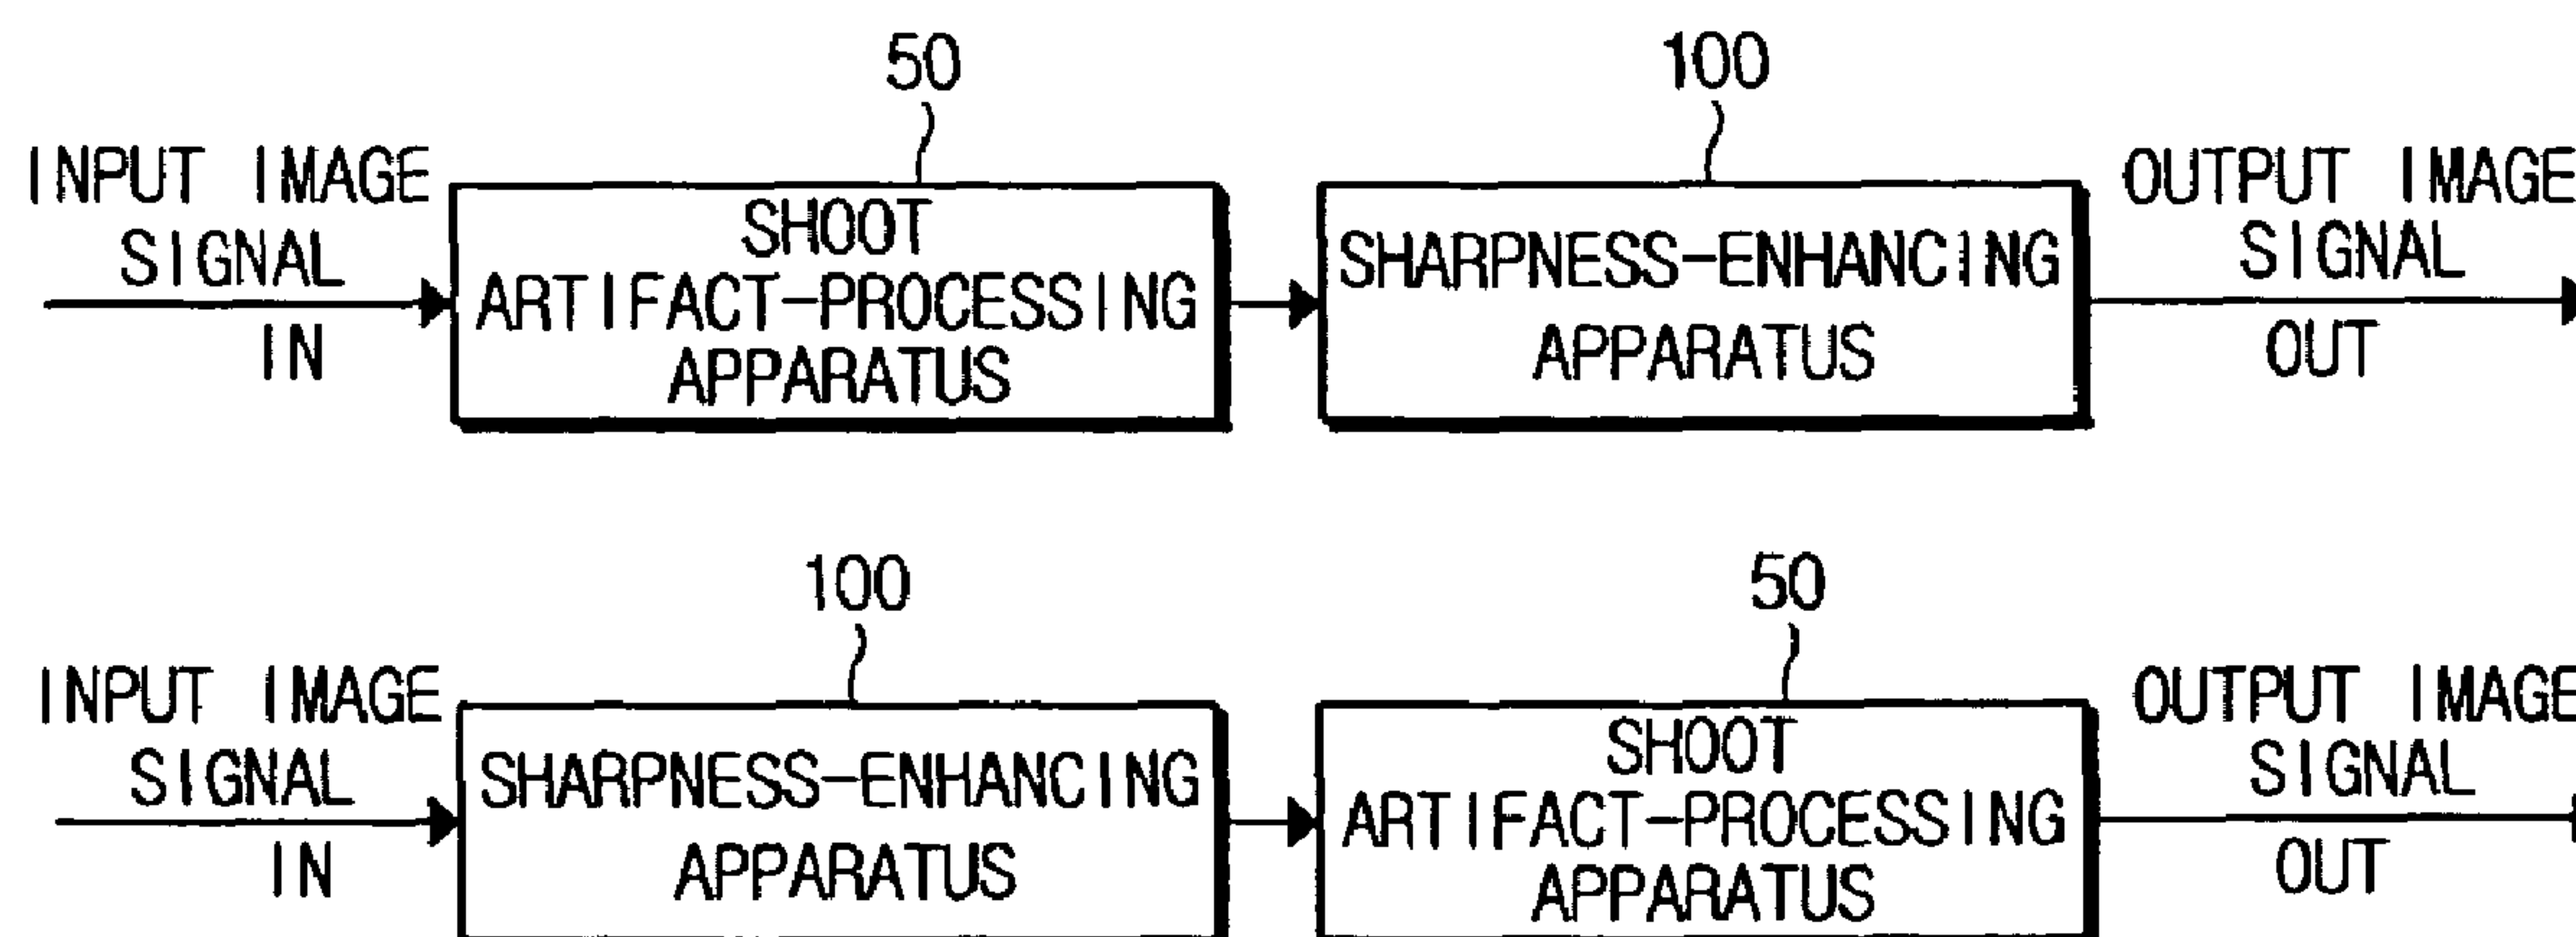 50
100
INPUT IMAGE
SIGNAL
IN
SHOOT
ARTIFACT-PROCESSING
APPARATUS
SHARPNESS-ENHANCING
APPARATUS
OUTPUT IMAGE
SIGNAL
OUT
100
50
INPUT IMAGE
SIGNAL
IN
SHARPNESS-ENHANCING
APPARATUS
SHOOT
ARTIFACT-PROCESSING
APPARATUS
OUTPUT IMAGE
SIGNAL
OUT